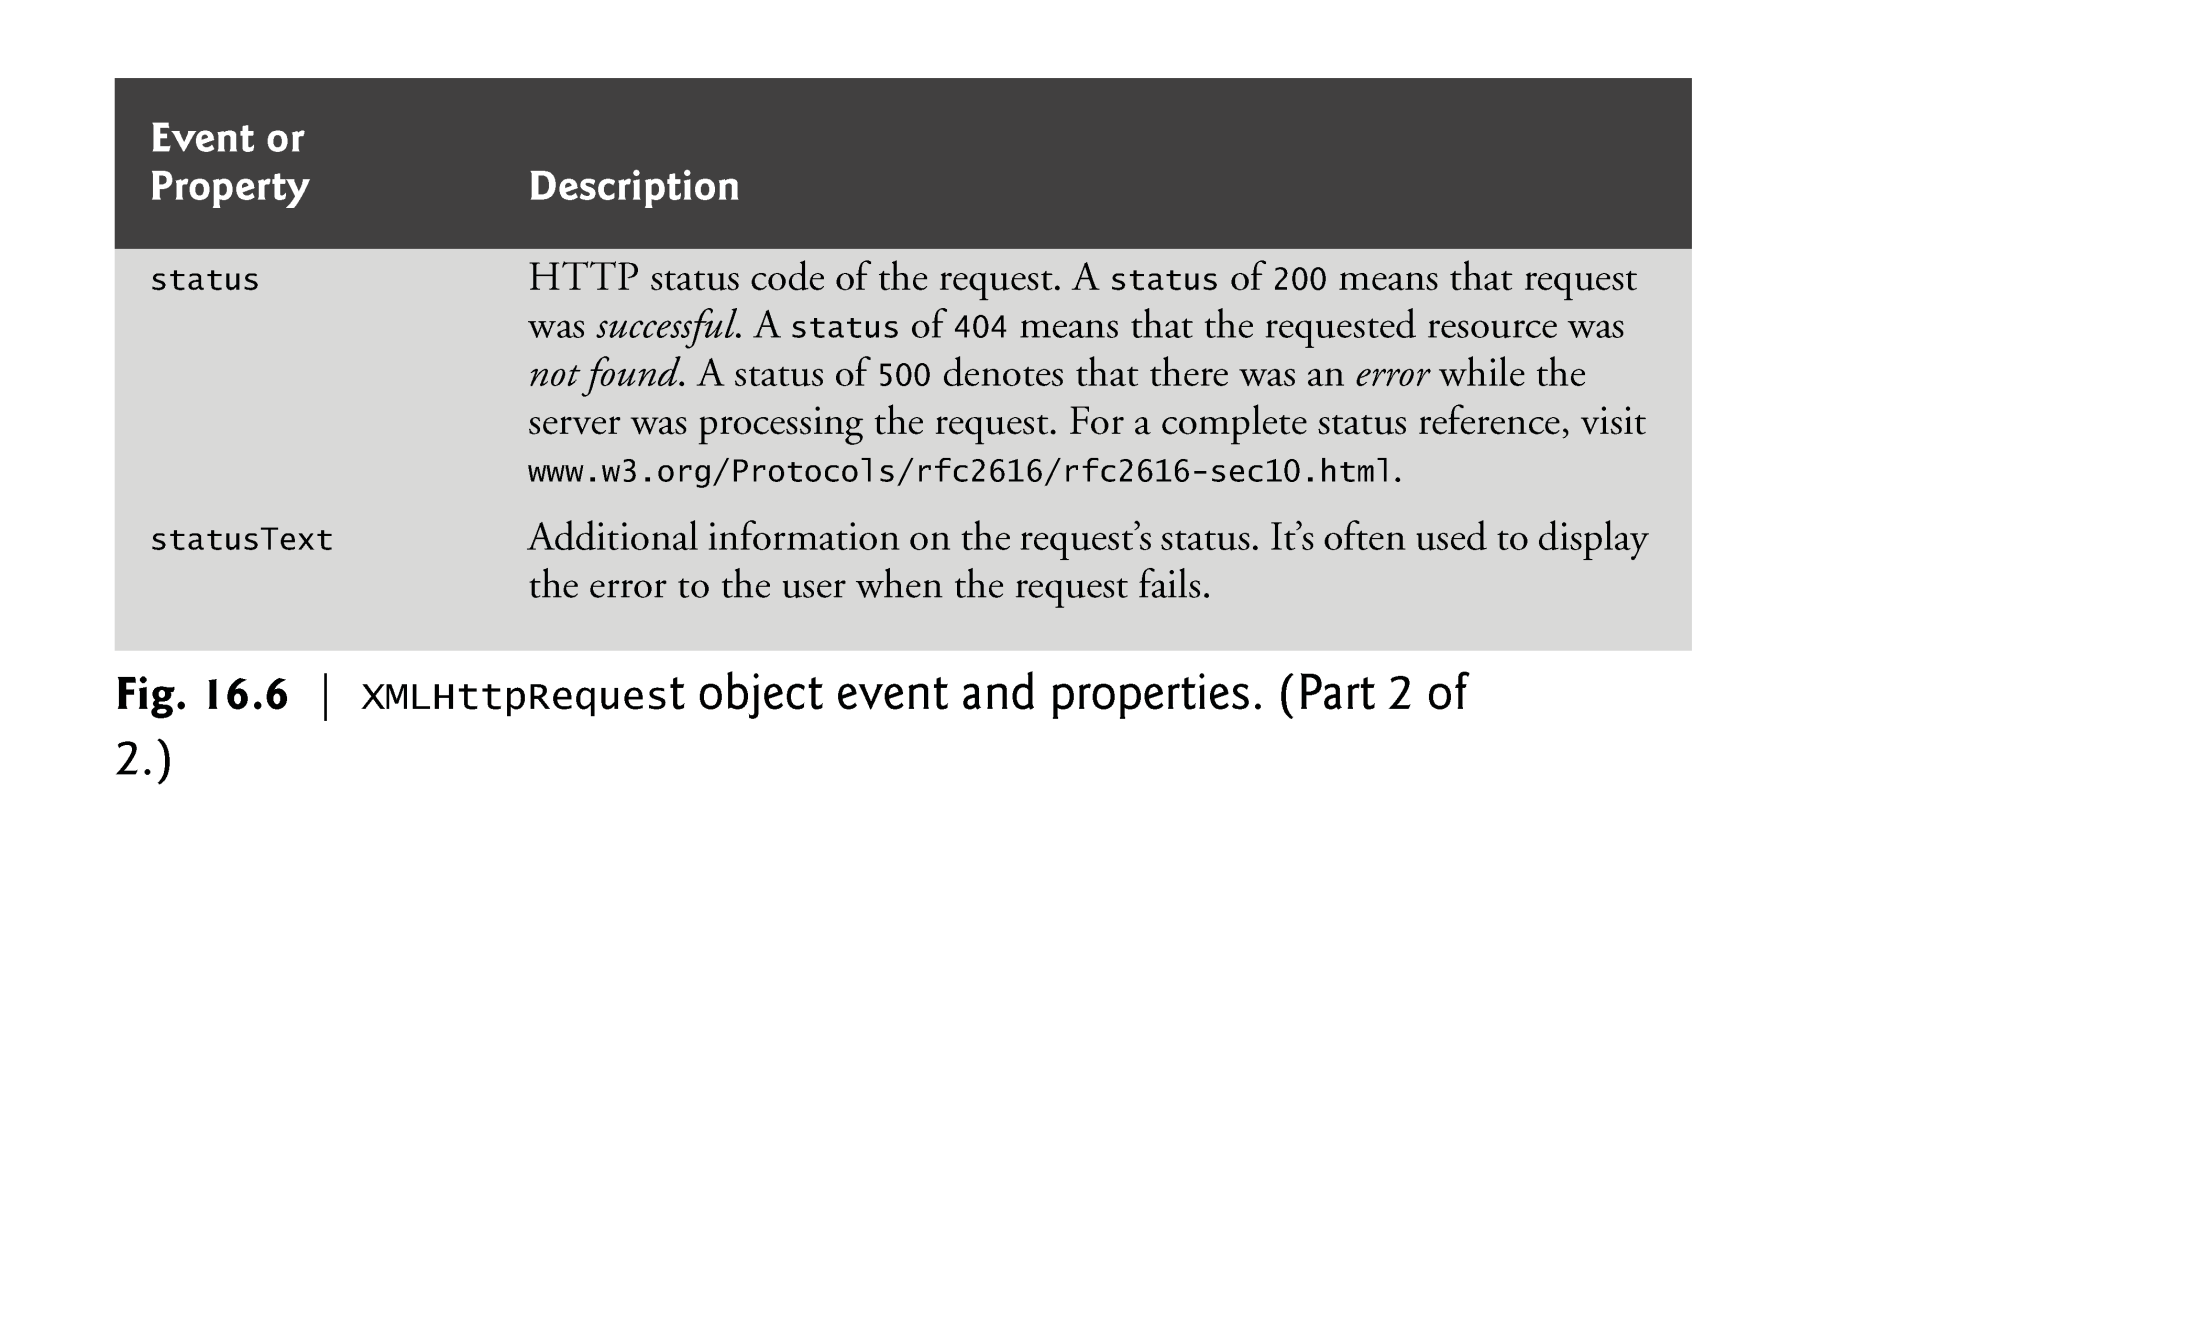 Event or
Property
Description
status
HTTP status code of the request. A status of 200 means that request
was successful. A status of 404 means that the requested resource was
not found. A status of 500 denotes that there was an error while the
server was processing the request. For a complete status reference, visit
www.w3.org/Protocols/rfc2616/rfc2616-sec10.html.
statusText
Additional information on the request’s status. It’s often used to display
the error to the user when the request fails.
Fig. 16.6 | XMLHttpRequest object event and properties. (Part 2 of
2.)